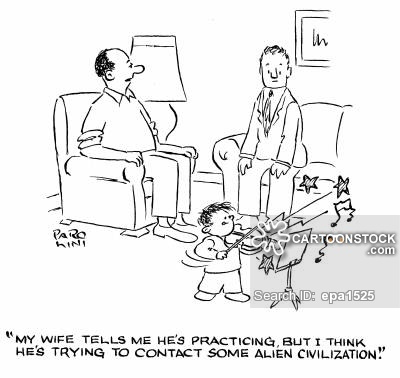 PARO
KINI
CARTOONSTOCK
.com
Search ID: epa1525
"MY WIFE TELLS ME HE'S PRACTICING, BUT I THINK
HE'S TRYING TO CONTACT SOME ALIEN CIVILIZATION!"